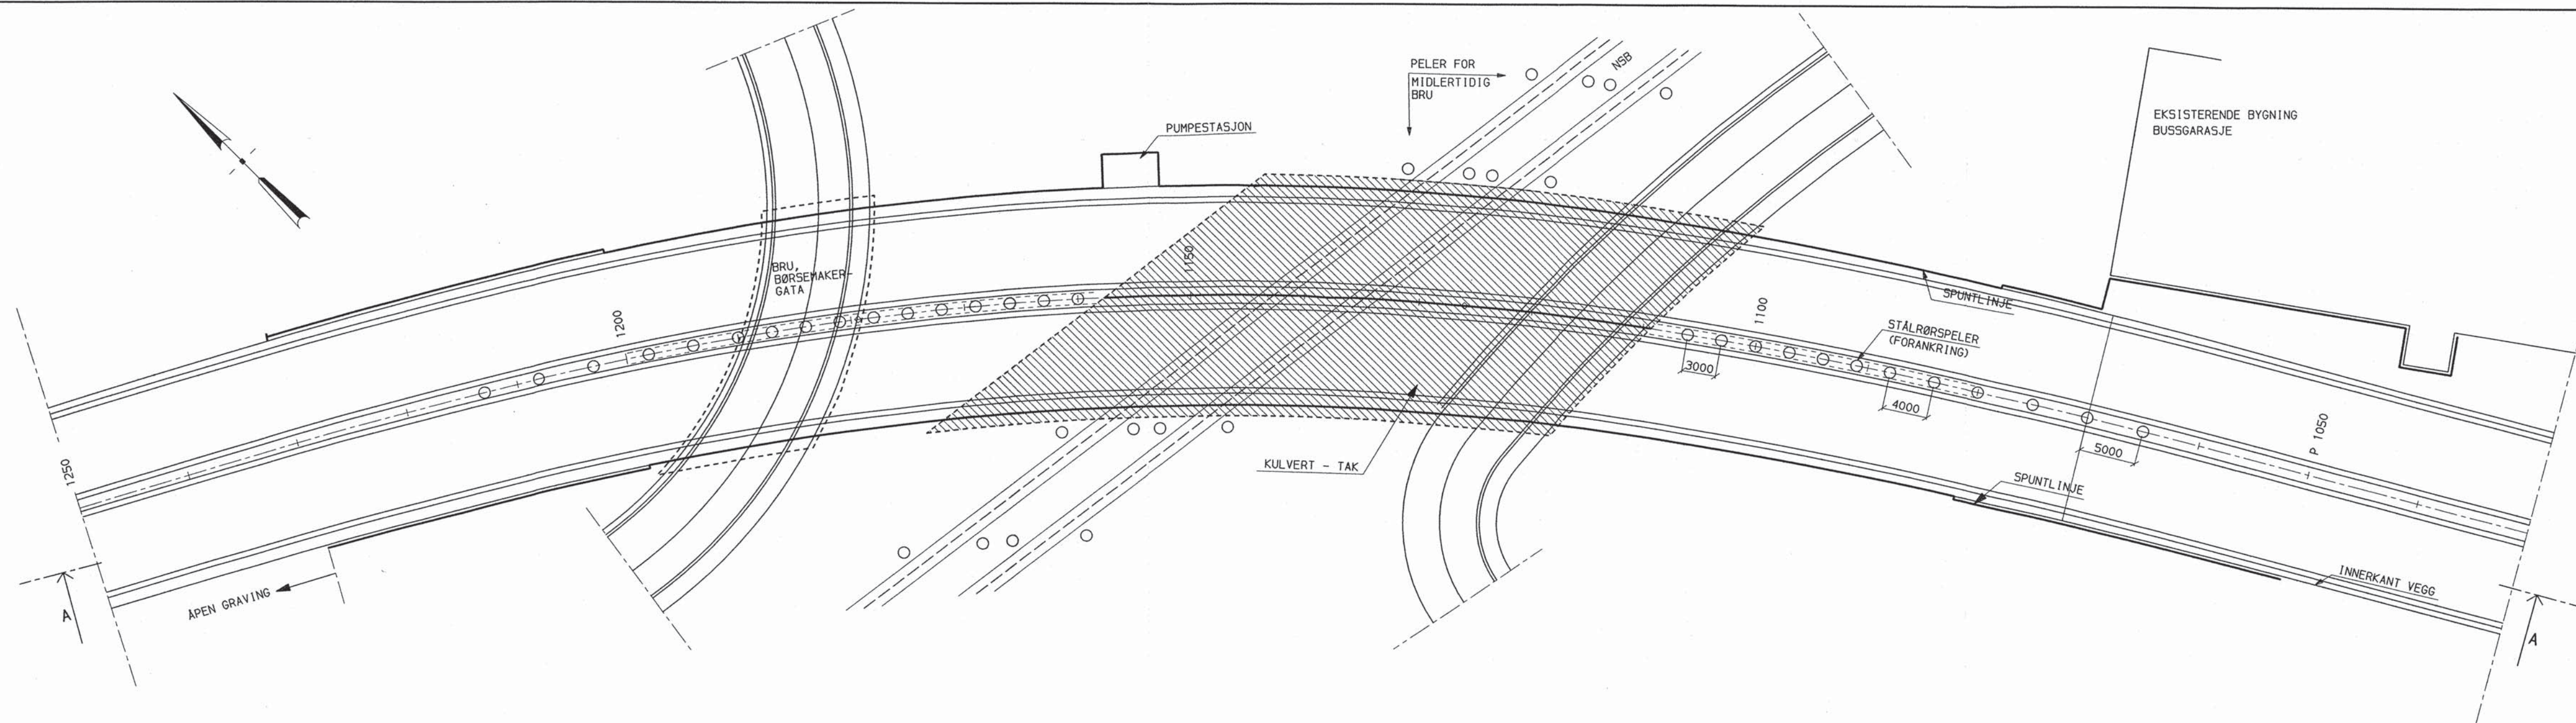 PELER FOR
MIDLERTIDIG
BRU
NSB
EKSISTERENDE BYGNING
BUSSGARASJE
PUMPESTASJON
BRU,
BØRSEMAKER-
GATA
1150
1200
1100
SPUNTLINJE
STÅLRØRSPELER
(FORANKRING)
3000
4000
5000
P 1050
1250
KULVERT - TAK
SPUNTLINJE
INNERKANT VEGG
ÅPEN GRAVING
A
A